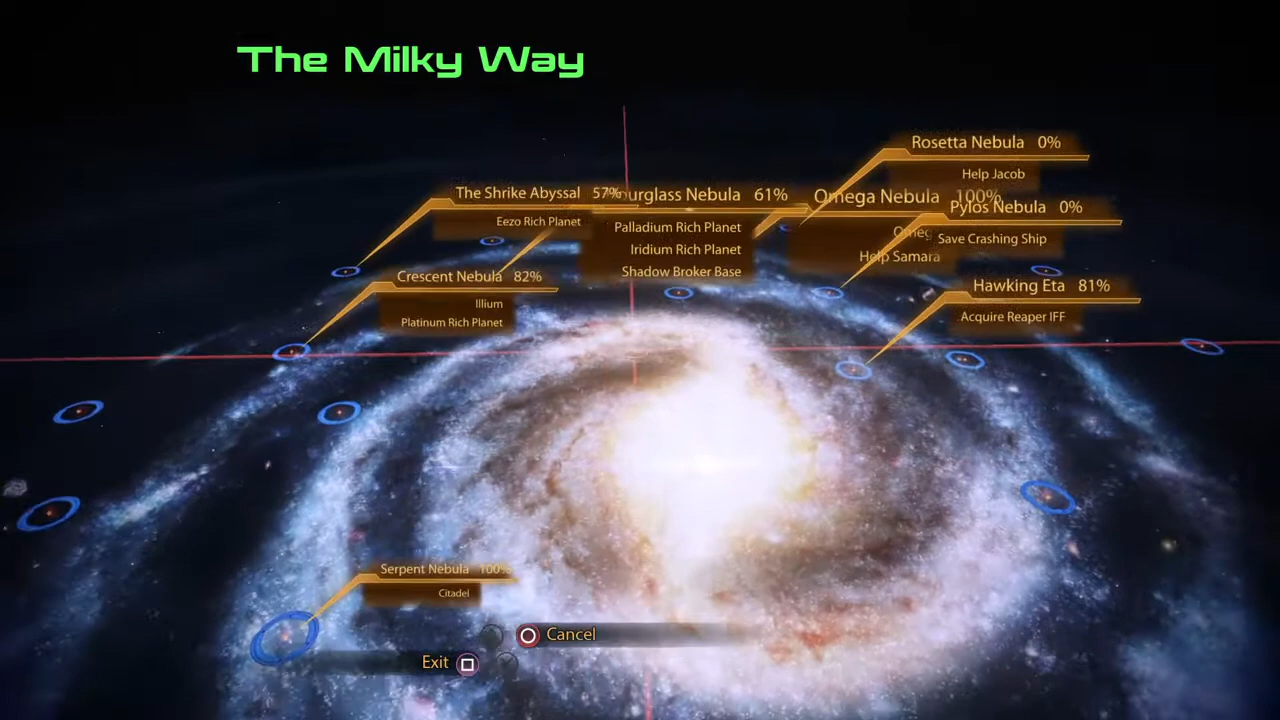 The Milky Way
Rosetta Nebula 0%
Help Jacob
The Shrike Abyssal 57%
Eezo Rich Planet
Nebula 61%
Palladium Rich Planet
Iridium Rich Planet
Shadow Broker Base
Omega Nebula 100%
Help Samara
Pylos Nebula 0%
Save Crashing Ship
Crescent Nebula 82%
Illium
Platinum Rich Planet
Hawking Eta 81%
Acquire Reaper IFF
Serpent Nebula 100%
Citadel
Cancel
Exit